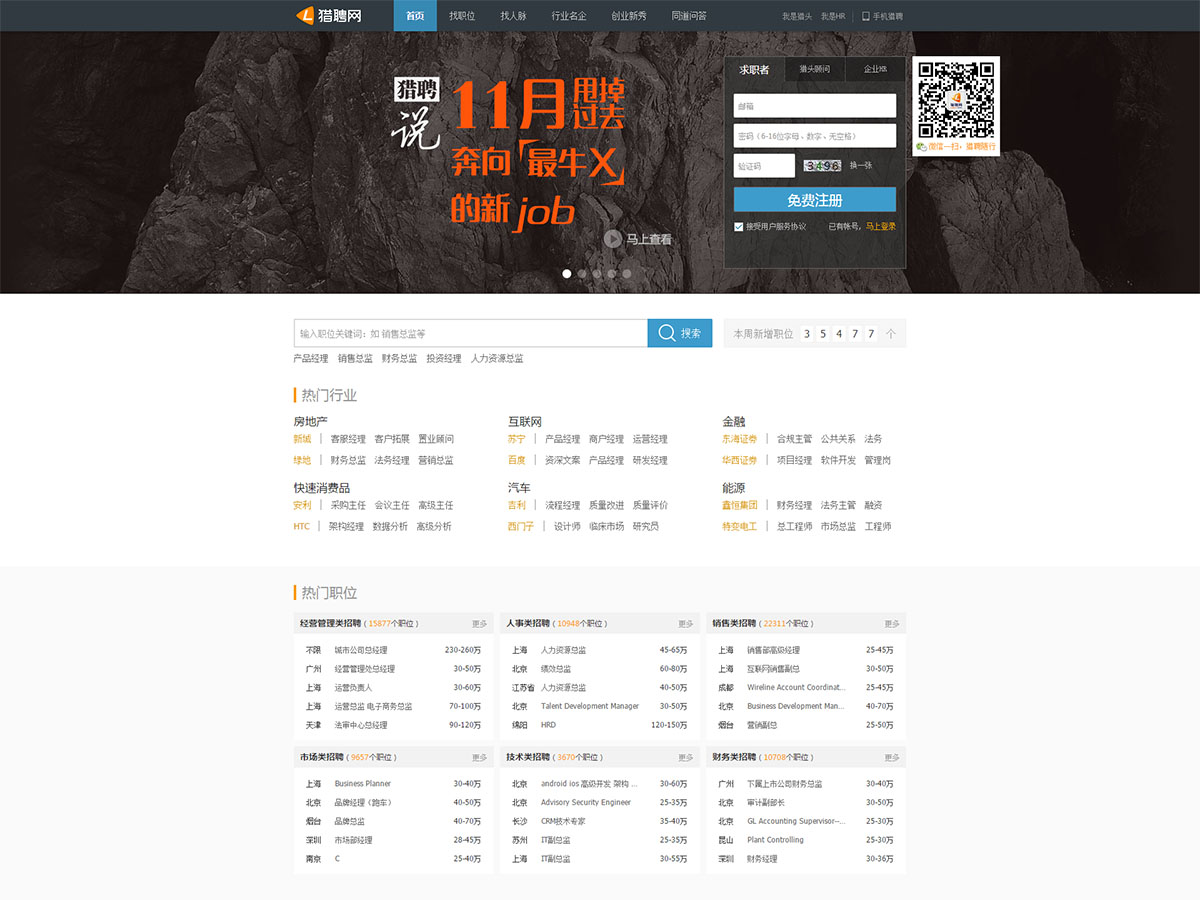 猎聘网 首页 找职位 找人脉 行业名企 创业新秀 同道问答 我是猎头 我是HR 手机猎聘
猎聘
说
11月甩掉过去
奔向「最牛X」
的新job
马上查看
求职者 猎头顾问 企业HR
邮箱
密码（6-16位字母、数字、无空格）
验证码 3496 换一张
免费注册
接受用户服务协议 已有帐号，马上登录
微信一扫，猎聘随行
输入职位关键词：如 销售总监等 搜索 本周新增职位 3 5 4 7 7 个
产品经理 销售总监 财务总监 投资经理 人力资源总监
热门行业
房地产 互联网 金融
新城 | 客服经理 客户拓展 置业顾问 苏宁 | 产品经理 商户经理 运营经理 东海证券 | 合规主管 公共关系 法务
绿地 | 财务总监 法务经理 营销总监 百度 | 资深文案 产品经理 研发经理 华西证券 | 项目经理 软件开发 管理岗
快速消费品 汽车 能源
安利 | 采购主任 会议主任 高级主任 吉利 | 流程经理 质量改进 质量评价 鑫恒集团 | 财务经理 法务主管 融资
HTC | 架构经理 数据分析 高级分析 西门子 | 设计师 临床市场 研究员 特变电工 | 总工程师 市场总监 工程师
热门职位
经营管理类招聘 ( 15877个职位 ) 更多 人事类招聘 ( 10948个职位 ) 更多 销售类招聘 ( 22311个职位 ) 更多
不限 城市公司总经理 230-260万 上海 人力资源总监 45-65万 上海 销售部高级经理 25-45万
广州 经营管理处总经理 30-50万 北京 绩效总监 60-80万 上海 互联网销售副总 30-50万
上海 运营负责人 30-60万 江苏省 人力资源总监 40-50万 成都 Wireline Account Coordinat... 25-45万
上海 运营总监 电子商务总监 70-100万 北京 Talent Development Manager 30-50万 北京 Business Development Man... 40-70万
天津 法审中心总经理 90-120万 绵阳 HRD 120-150万 烟台 营销副总 25-50万
市场类招聘 ( 9657个职位 ) 更多 技术类招聘 ( 3670个职位 ) 更多 财务类招聘 ( 10708个职位 ) 更多
上海 Business Planner 30-40万 北京 android ios 高级开发 架构 ... 30-60万 广州 下属上市公司财务总监 30-40万
北京 品牌经理（跑车） 40-50万 北京 Advisory Security Engineer 25-35万 北京 审计副部长 30-50万
烟台 品牌总监 40-70万 长沙 CRM技术专家 35-40万 北京 GL Accounting Supervisor--... 25-30万
深圳 市场部经理 28-45万 苏州 IT副总监 25-35万 昆山 Plant Controlling 25-30万
南京 C 25-40万 上海 IT副总监 30-55万 深圳 财务经理 30-36万